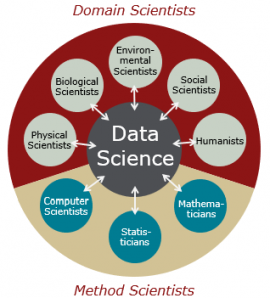 Domain Scientists
Environ-
mental
Scientists
Biological
Scientists
Social
Scientists
Physical
Scientists
Data
Science
Humanists
Computer
Scientists
Mathema-
ticians
Statis-
ticians
Method Scientists